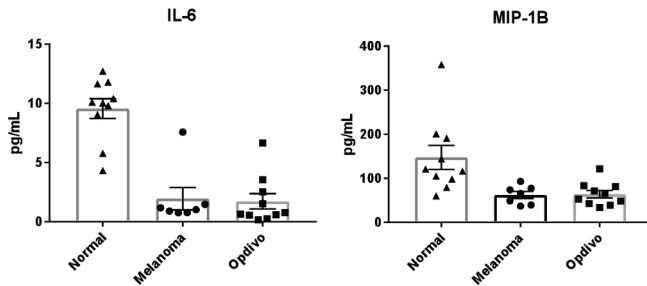 IL-6
15
10
5
0
pg/mL
Normal
Melanoma
Opdivo
MIP-1B
400
300
200
100
0
pg/mL
Normal
Melanoma
Opdivo